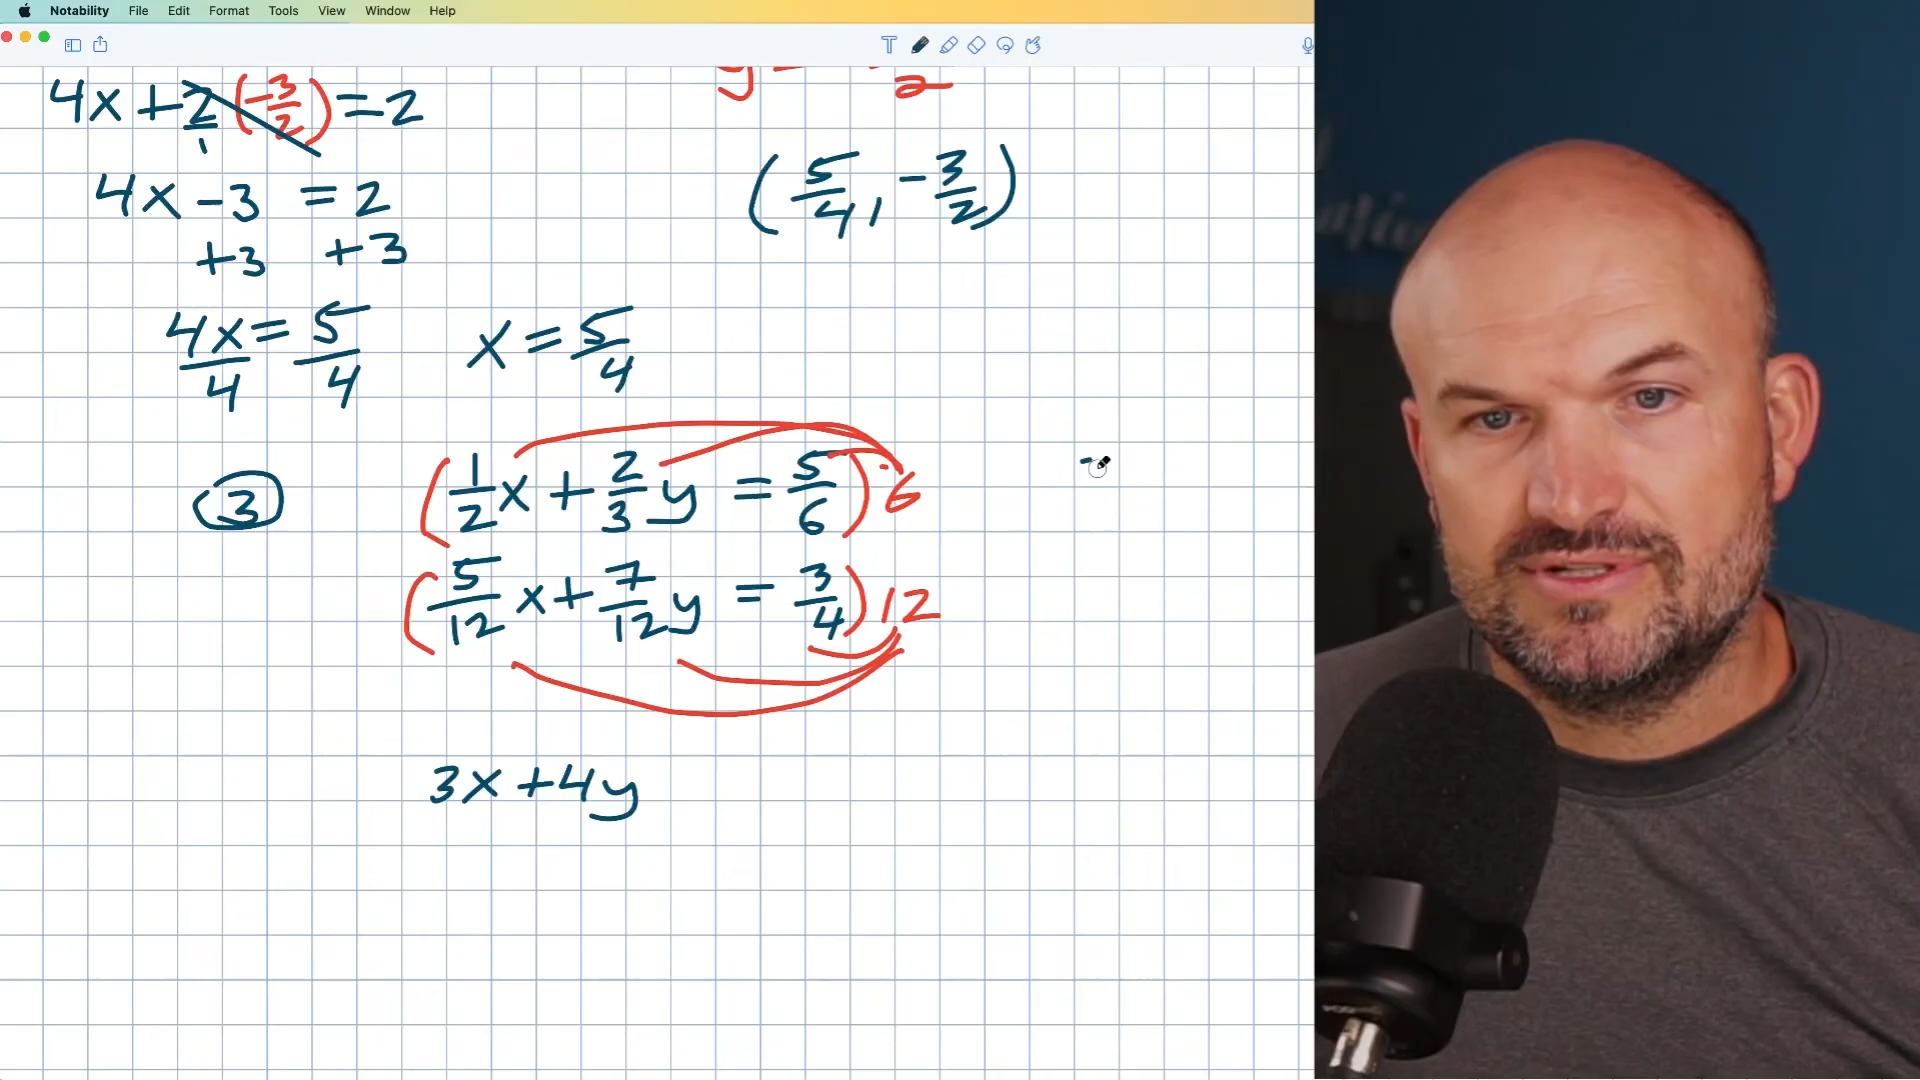 Notability File Edit Format Tools View Window Help
4x + 2/1 (-3/2) = 2
4x - 3 = 2
+3 +3
4x/4 = 5/4
x = 5/4
(5/4, -3/2)
3
(1/2x + 2/3y = 5/6)·6
(5/12x + 7/12y = 3/4)12
3x + 4y